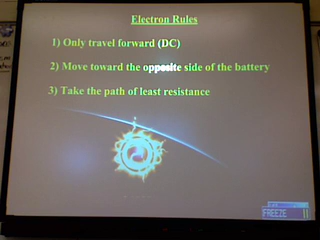 Electron Rules
1) Only travel forward (DC)
2) Move toward the opposite side of the battery
3) Take the path of least resistance
FREEZE